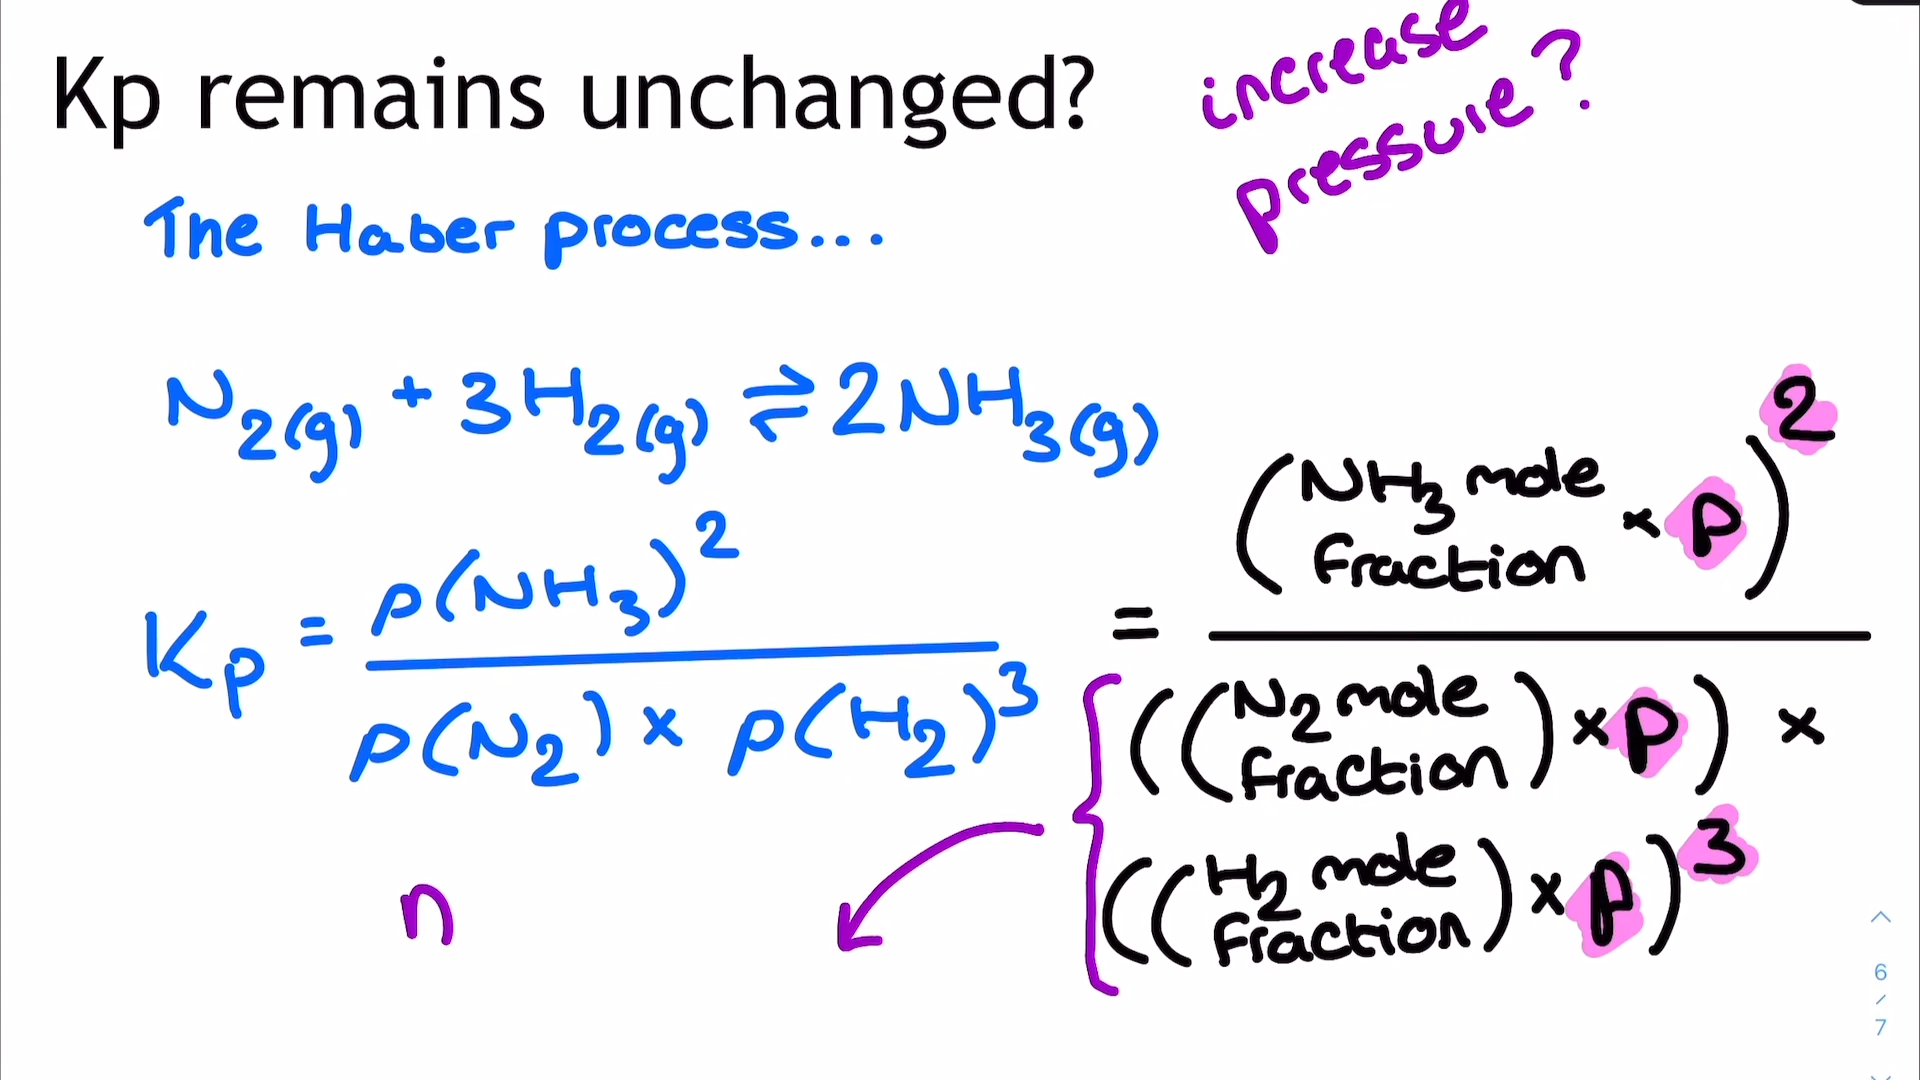 Kp remains unchanged?
increase
pressure?
The Haber process...
N₂(g) + 3H₂(g) ⇌ 2NH₃(g)
Kp = p(NH₃)² / p(N₂) × p(H₂)³
= (NH₃ mole fraction × P)²
((N₂ mole fraction) × P) ×
((H₂ mole fraction) × P)³
n
6
/
7